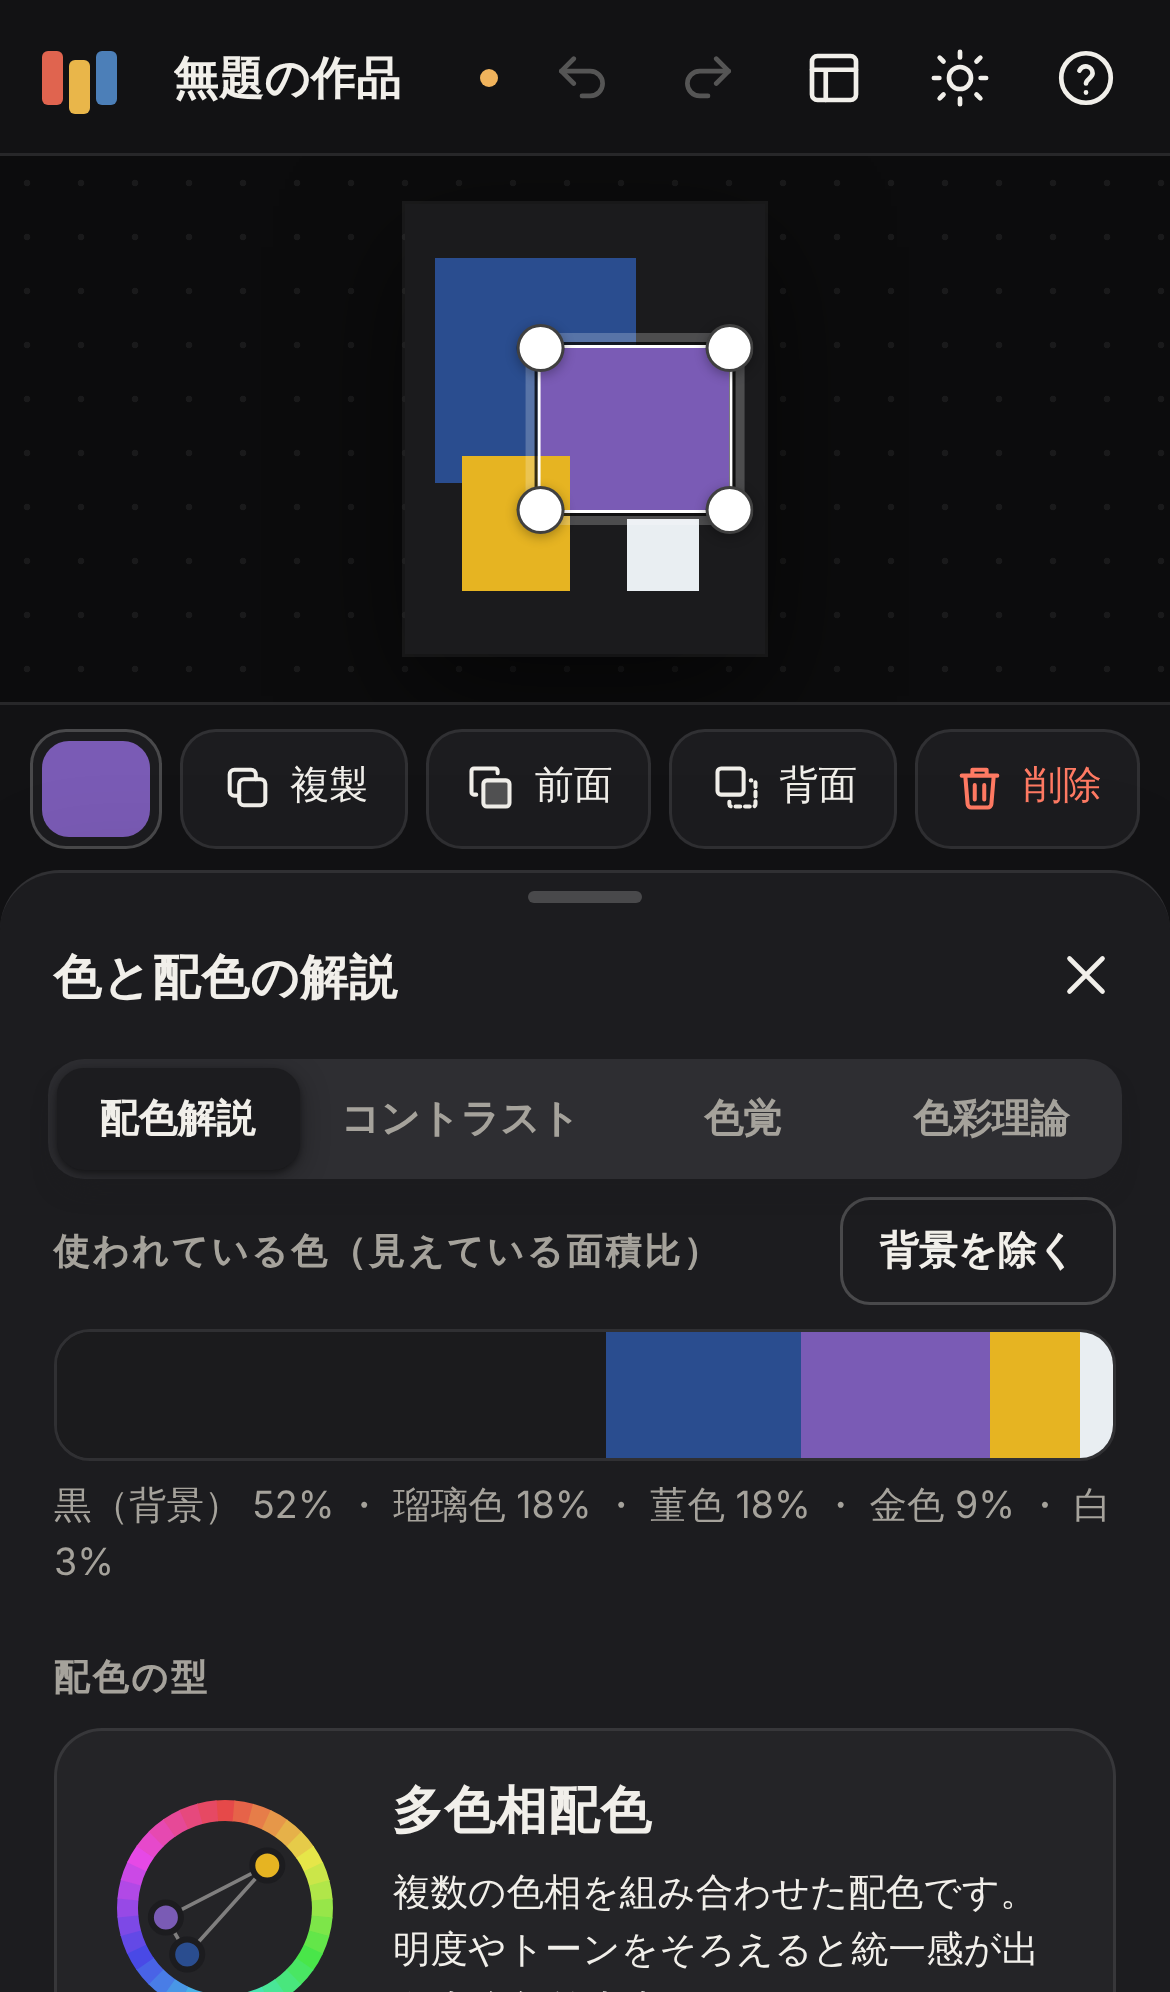 無題の作品
複製
前面
背面
削除
色と配色の解説
配色解説
コントラスト
色覚
色彩理論
使われている色（見えている面積比）
背景を除く
黒（背景） 52% ・ 瑠璃色 18% ・ 菫色 18% ・ 金色 9% ・ 白
3%
配色の型
多色相配色
複数の色相を組み合わせた配色です。
明度やトーンをそろえると統一感が出